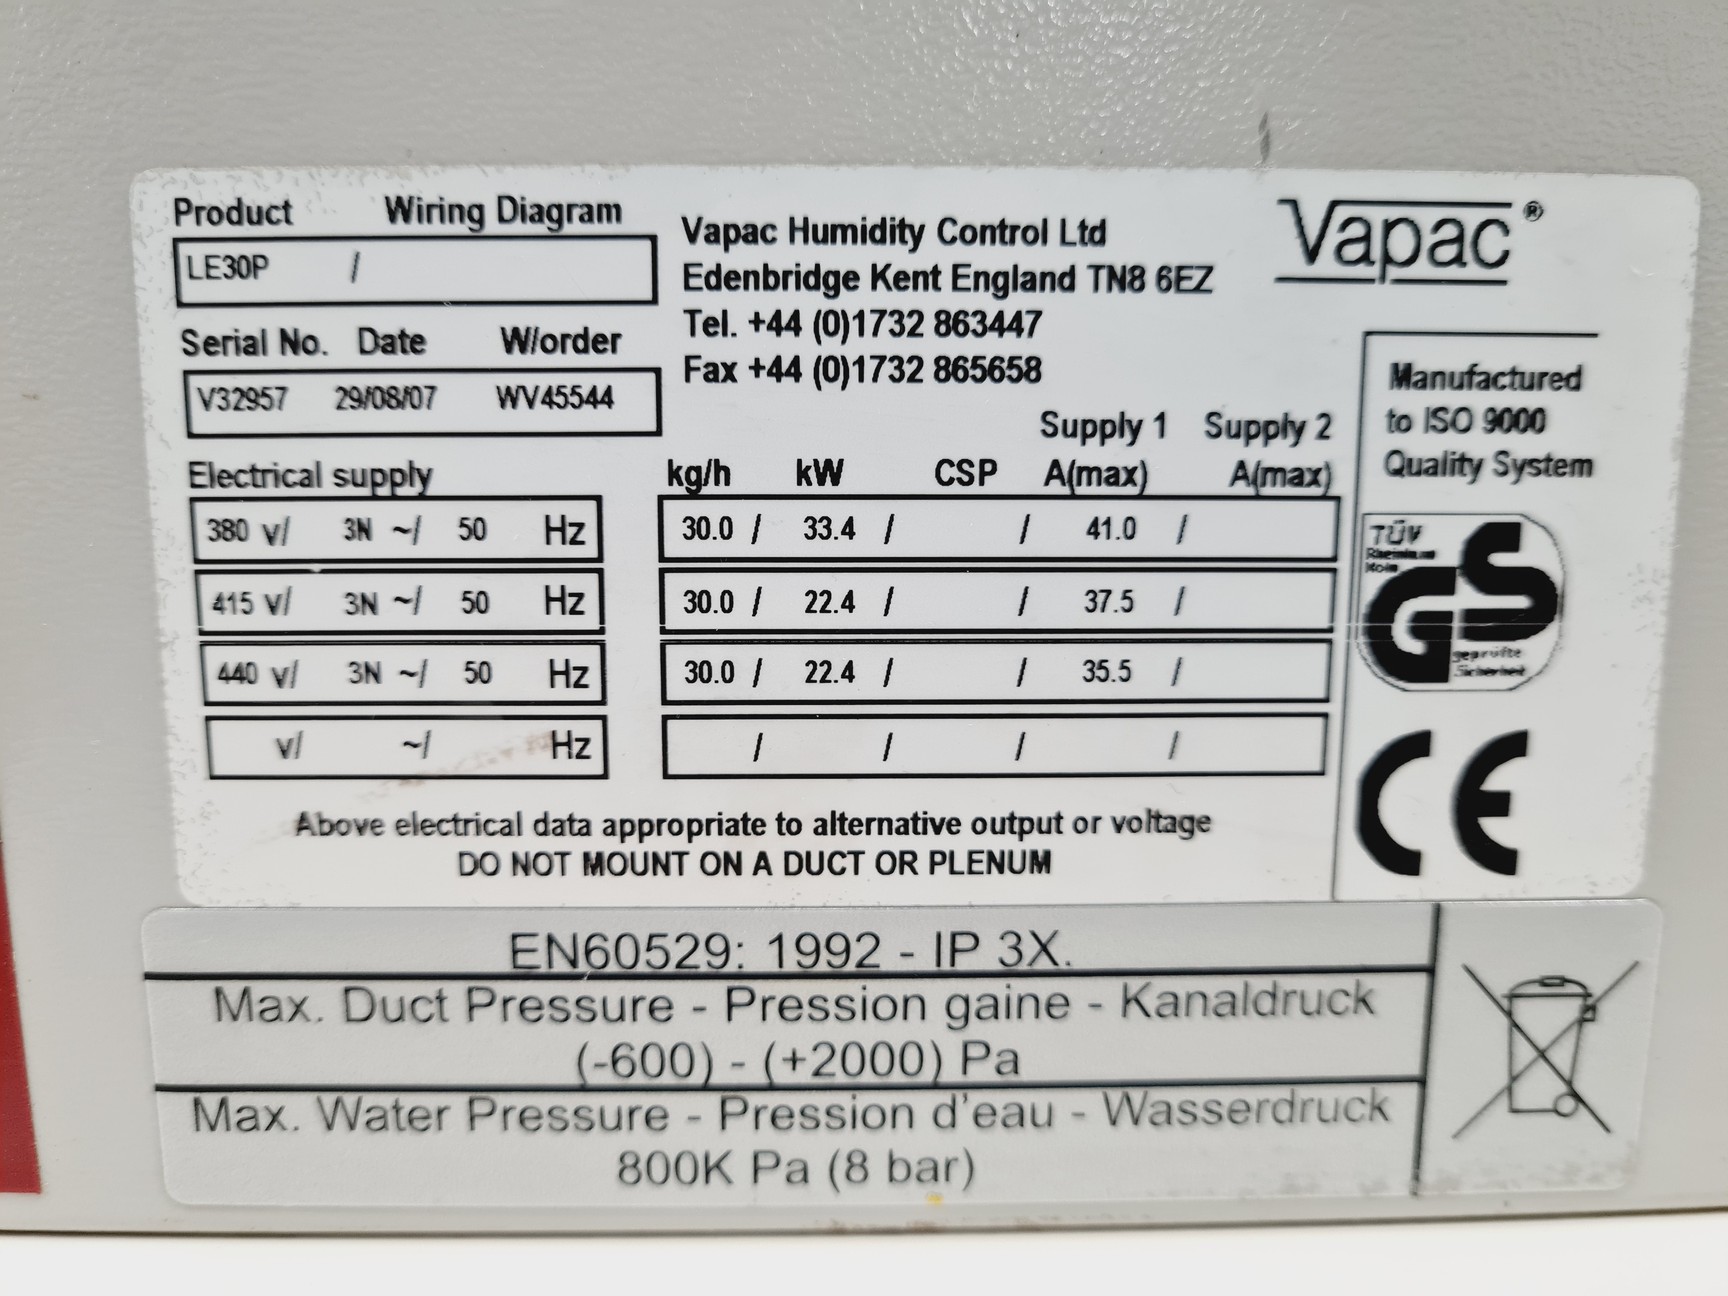 Product Wiring Diagram
LE30P /
Serial No. Date W/order
V32957 29/08/07 WV45544
Vapac Humidity Control Ltd
Edenbridge Kent England TN8 6EZ
Tel. +44 (0)1732 863447
Fax +44 (0)1732 865658
Vapac ®
Manufactured
to ISO 9000
Quality System
Supply 1 Supply 2
Electrical supply kg/h kW CSP A(max) A(max)
380 v/ 3N ~/ 50 Hz 30.0 / 33.4 / / 41.0 /
415 v/ 3N ~/ 50 Hz 30.0 / 22.4 / / 37.5 /
440 v/ 3N ~/ 50 Hz 30.0 / 22.4 / / 35.5 /
v/ ~/ Hz / / / /
TÜV
Rheinland
Köln
GS
geprüfte
Sicherheit
CE
Above electrical data appropriate to alternative output or voltage
DO NOT MOUNT ON A DUCT OR PLENUM
EN60529: 1992 - IP 3X.
Max. Duct Pressure - Pression gaine - Kanaldruck
(-600) - (+2000) Pa
Max. Water Pressure - Pression d'eau - Wasserdruck
800K Pa (8 bar)